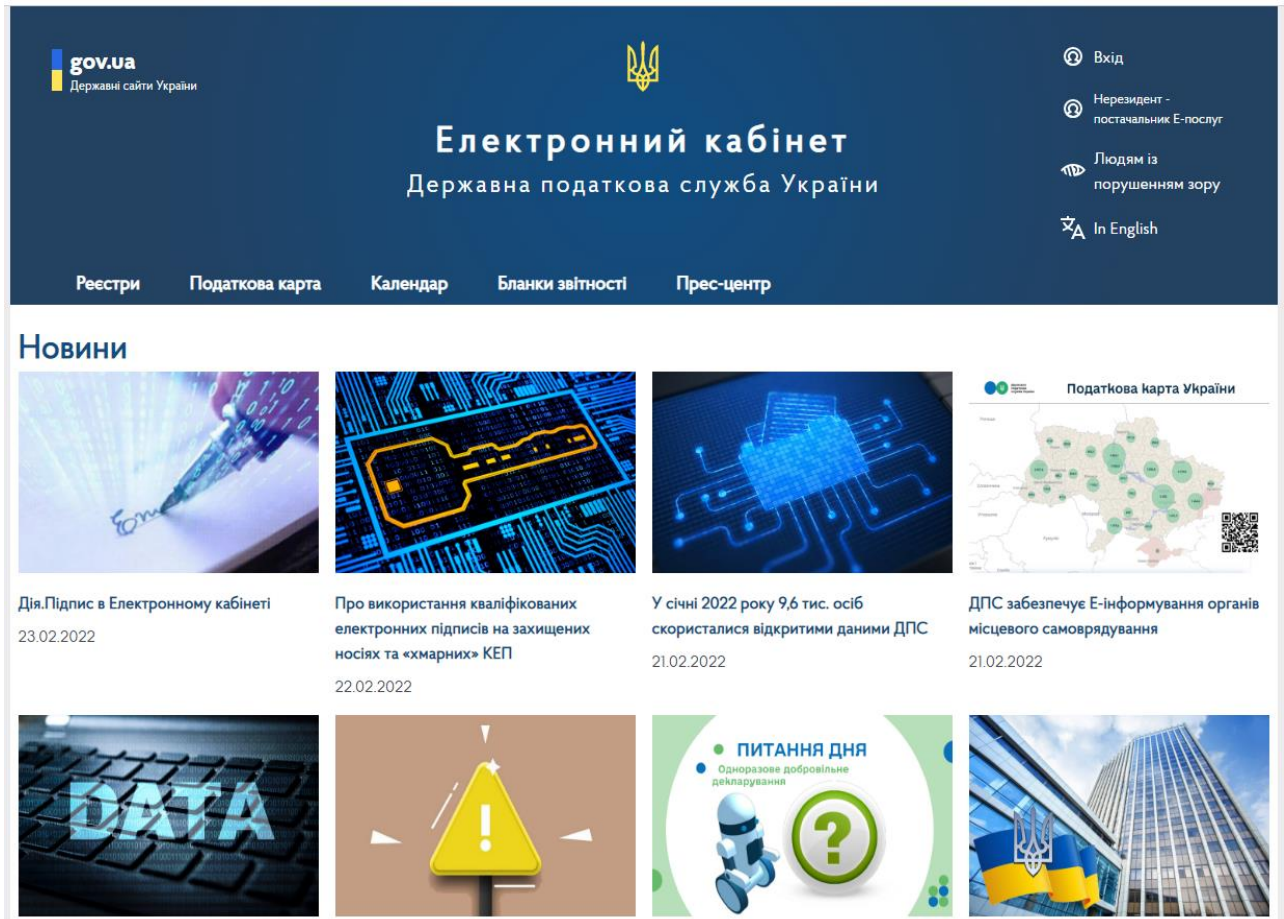 gov.ua
Державні сайти України
Електронний кабінет
Державна податкова служба України
Вхід
Нерезидент -
постачальник Е-послуг
Людям із
порушенням зору
In English
Реєстри
Податкова карта
Календар
Бланки звітності
Прес-центр
Новини
Податкова карта України
Дія.Підпис в Електронному кабінеті
23.02.2022
Про використання кваліфікованих
електронних підписів на захищених
носіях та «хмарних» КЕП
22.02.2022
У січні 2022 року 9,6 тис. осіб
скористалися відкритими даними ДПС
21.02.2022
ДПС забезпечує Е-інформування органів
місцевого самоврядування
21.02.2022
DATA
!
ПИТАННЯ ДНЯ
Одноразове добровільне
декларування
?